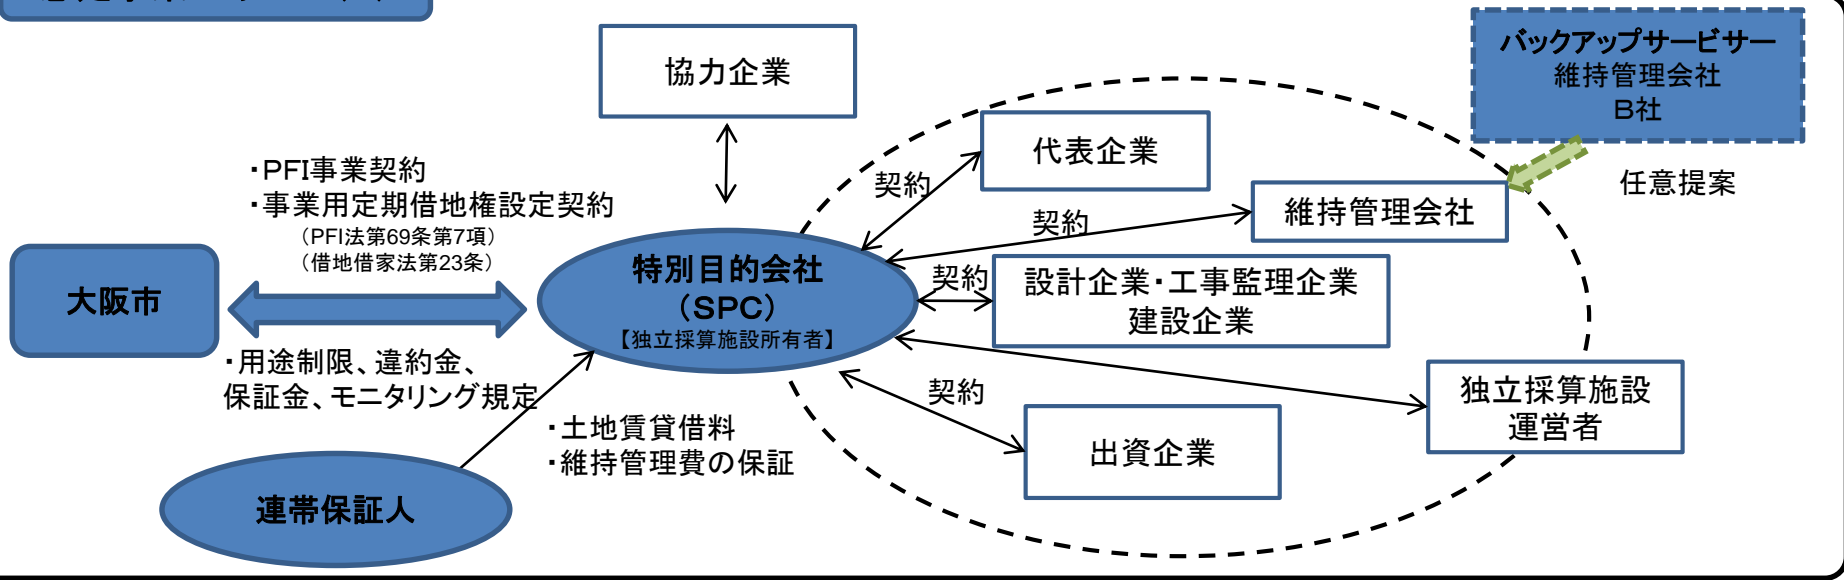 協力企業
バックアップサービサー
維持管理会社
B社
任意提案
・PFI事業契約
・事業用定期借地権設定契約
（PFI法第69条第7項）
（借地借家法第23条）
大阪市
・用途制限、違約金、
保証金、モニタリング規定
特別目的会社
（SPC）
【独立採算施設所有者】
契約
代表企業
契約
維持管理会社
契約
設計企業・工事監理企業
建設企業
独立採算施設
運営者
契約
出資企業
・土地賃貸借料
・維持管理費の保証
連帯保証人